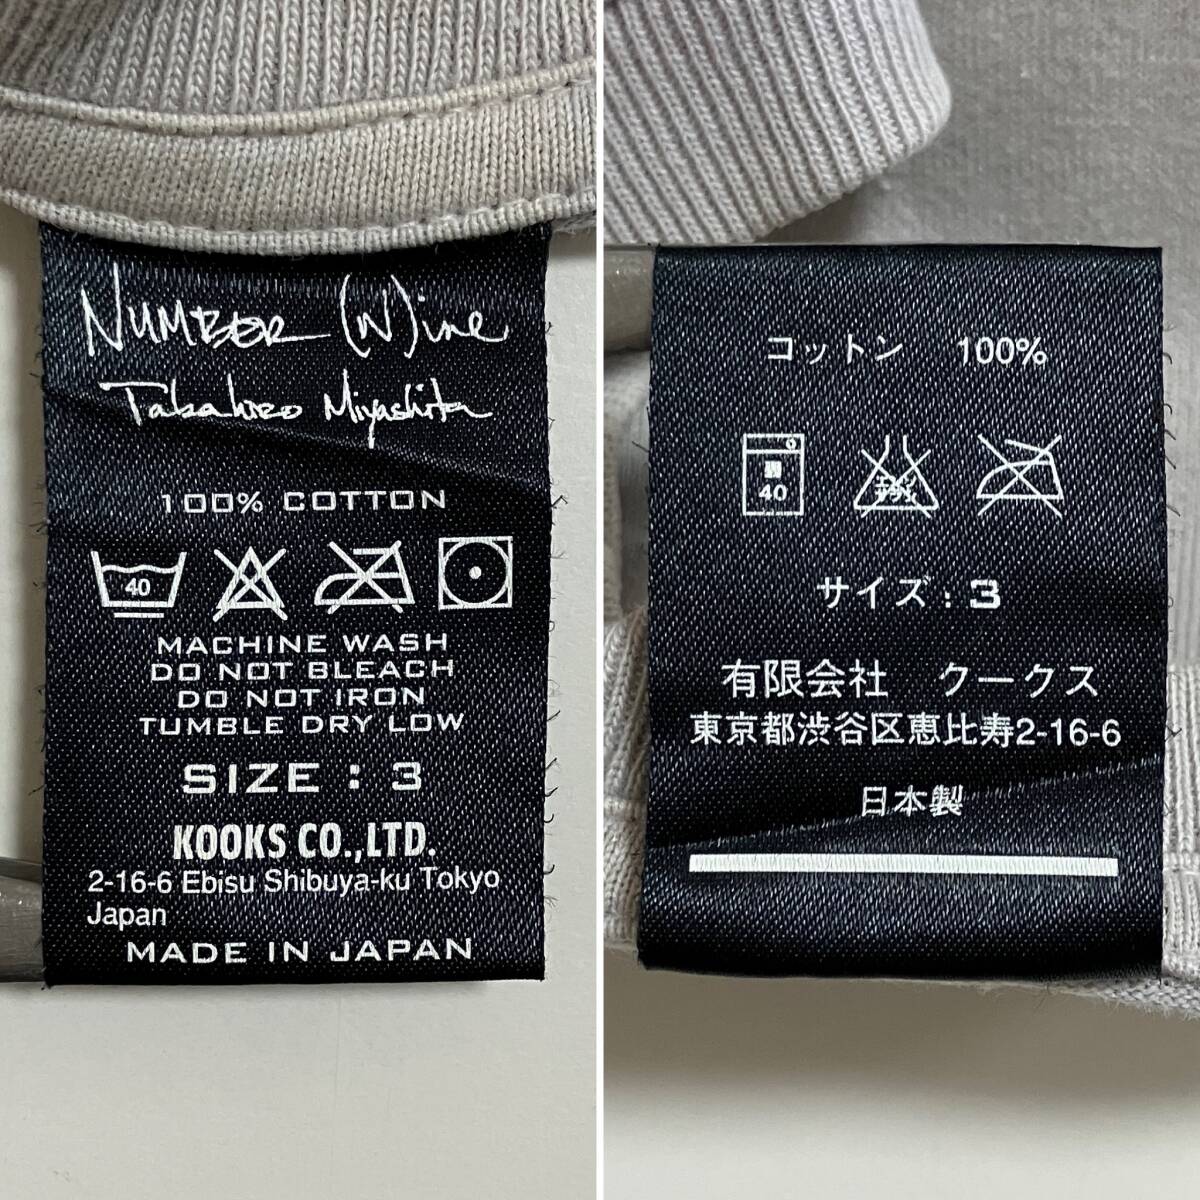 NUMBER (N)ine
Takahiro Miyashita
100% COTTON
40
MACHINE WASH
DO NOT BLEACH
DO NOT IRON
TUMBLE DRY LOW
SIZE : 3
KOOKS CO.,LTD.
2-16-6 Ebisu Shibuya-ku Tokyo
Japan
MADE IN JAPAN
コットン 100%
40
サイズ : 3
有限会社 クークス
東京都渋谷区恵比寿2-16-6
日本製